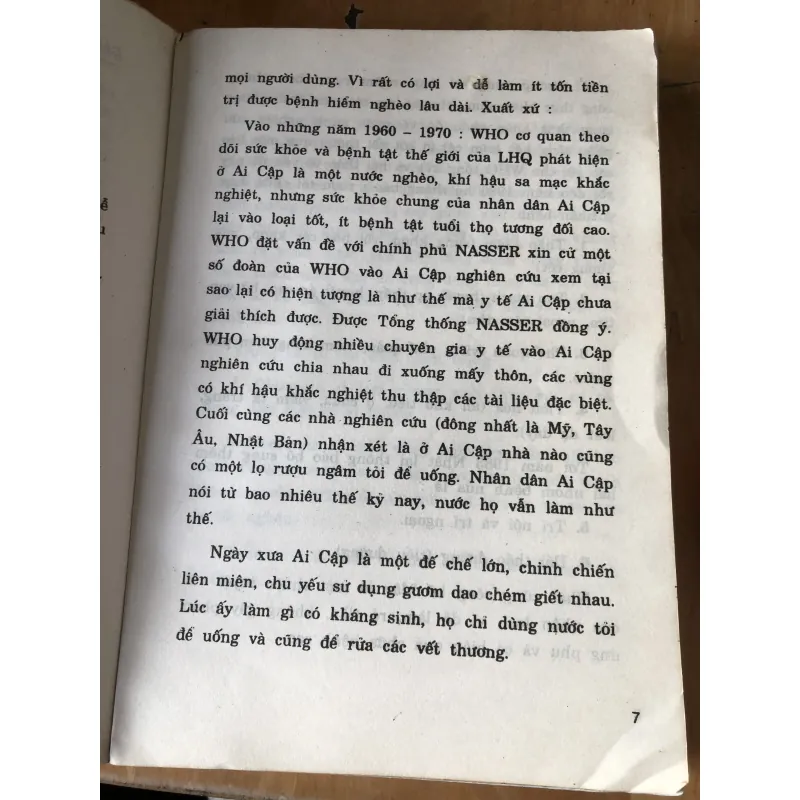 mọi người dùng. Vì rất có lợi và dễ làm ít tốn tiền
trị được bệnh hiểm nghèo lâu dài. Xuất xứ :
Vào những năm 1960 – 1970 : WHO cơ quan theo
dõi sức khỏe và bệnh tật thế giới của LHQ phát hiện
ở Ai Cập là một nước nghèo, khí hậu sa mạc khắc
nghiệt, nhưng sức khỏe chung của nhân dân Ai Cập
lại vào loại tốt, ít bệnh tật tuổi thọ tương đối cao.
WHO đặt vấn đề với chính phủ NASSER xin cử một
số đoàn của WHO vào Ai Cập nghiên cứu xem tại
sao lại có hiện tượng là như thế mà y tế Ai Cập chưa
giải thích được. Được Tổng thống NASSER đồng ý.
WHO huy động nhiều chuyên gia y tế vào Ai Cập
nghiên cứu chia nhau đi xuống mấy thôn, các vùng
có khí hậu khắc nghiệt thu thập các tài liệu đặc biệt.
Cuối cùng các nhà nghiên cứu (đông nhất là Mỹ, Tây
Âu, Nhật Bản) nhận xét là ở Ai Cập nhà nào cũng
có một lọ rượu ngâm tỏi để uống. Nhân dân Ai Cập
nói từ bao nhiêu thế kỷ nay, nước họ vẫn làm như
thế.
Ngày xưa Ai Cập là một đế chế lớn, chinh chiến
liên miên, chu yếu sử dụng gươm dao chém giết nhau.
Lúc ấy làm gì có kháng sinh, họ chỉ dùng nước tỏi
để uống và cũng để rửa các vết thương.
7